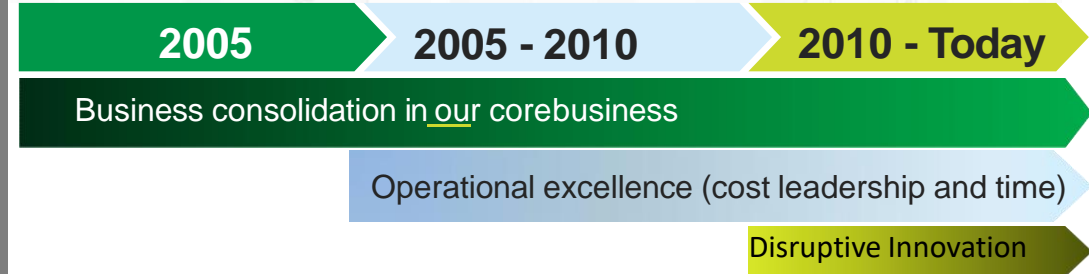 2005
2005 - 2010
2010 - Today
Business consolidation in our corebusiness
Operational excellence (cost leadership and time)
Disruptive Innovation